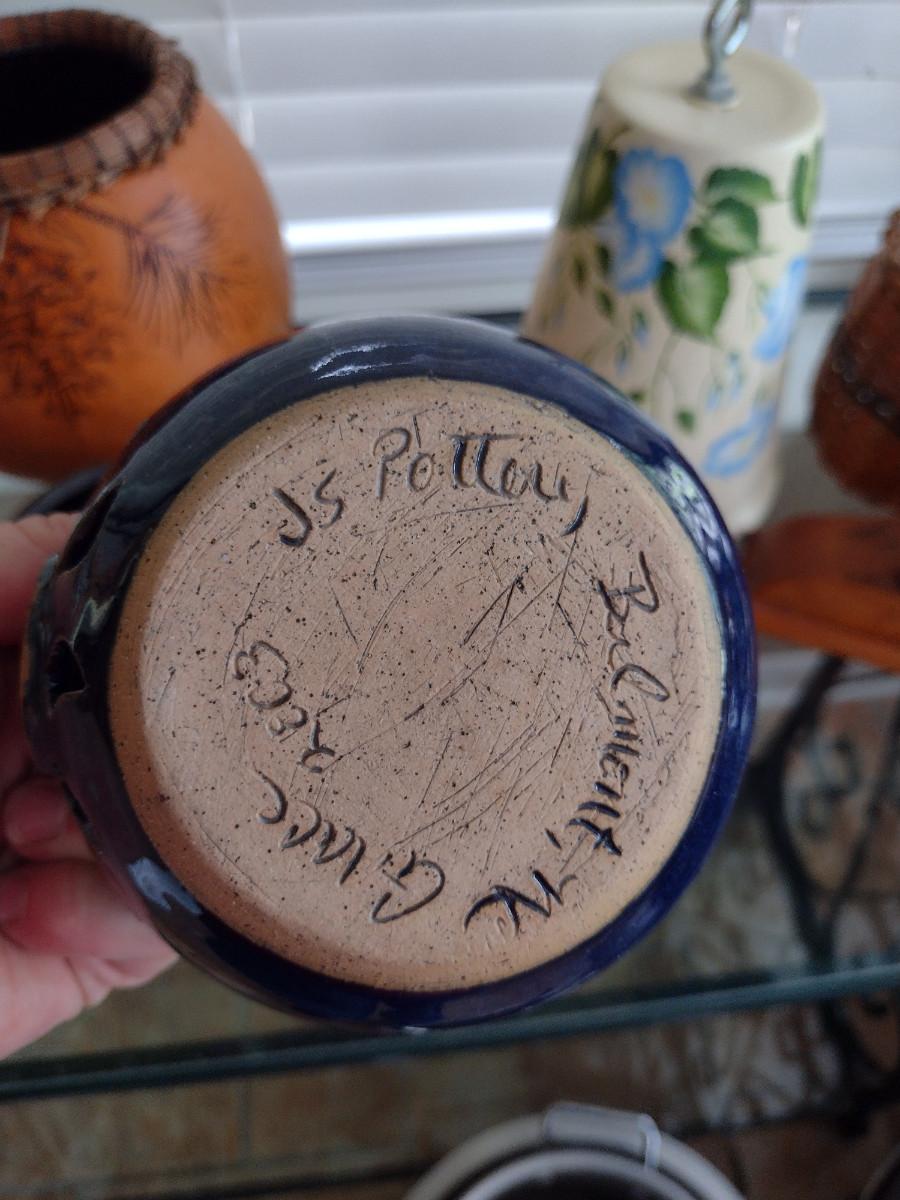 JS Pottery
Belmont, NC
Grace 2003